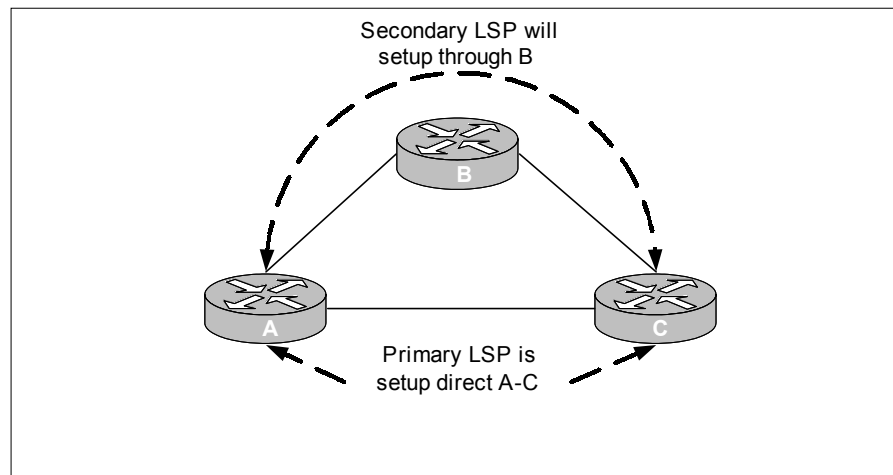 Secondary LSP will
setup through B
B
A
C
Primary LSP is
setup direct A-C